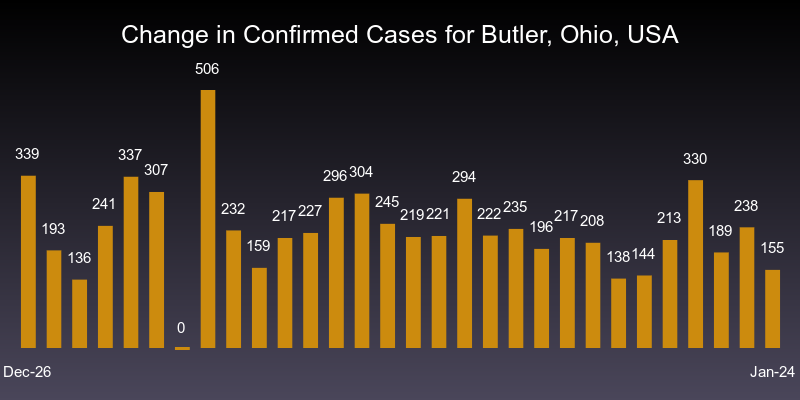 Change in Confirmed Cases for Butler, Ohio, USA
339 193 136 241 337 307 0 506 232 159 217 227 296 304 245 219 221 294 222 235 196 217 208 138 144 213 330 189 238 155
Dec-26 Jan-24